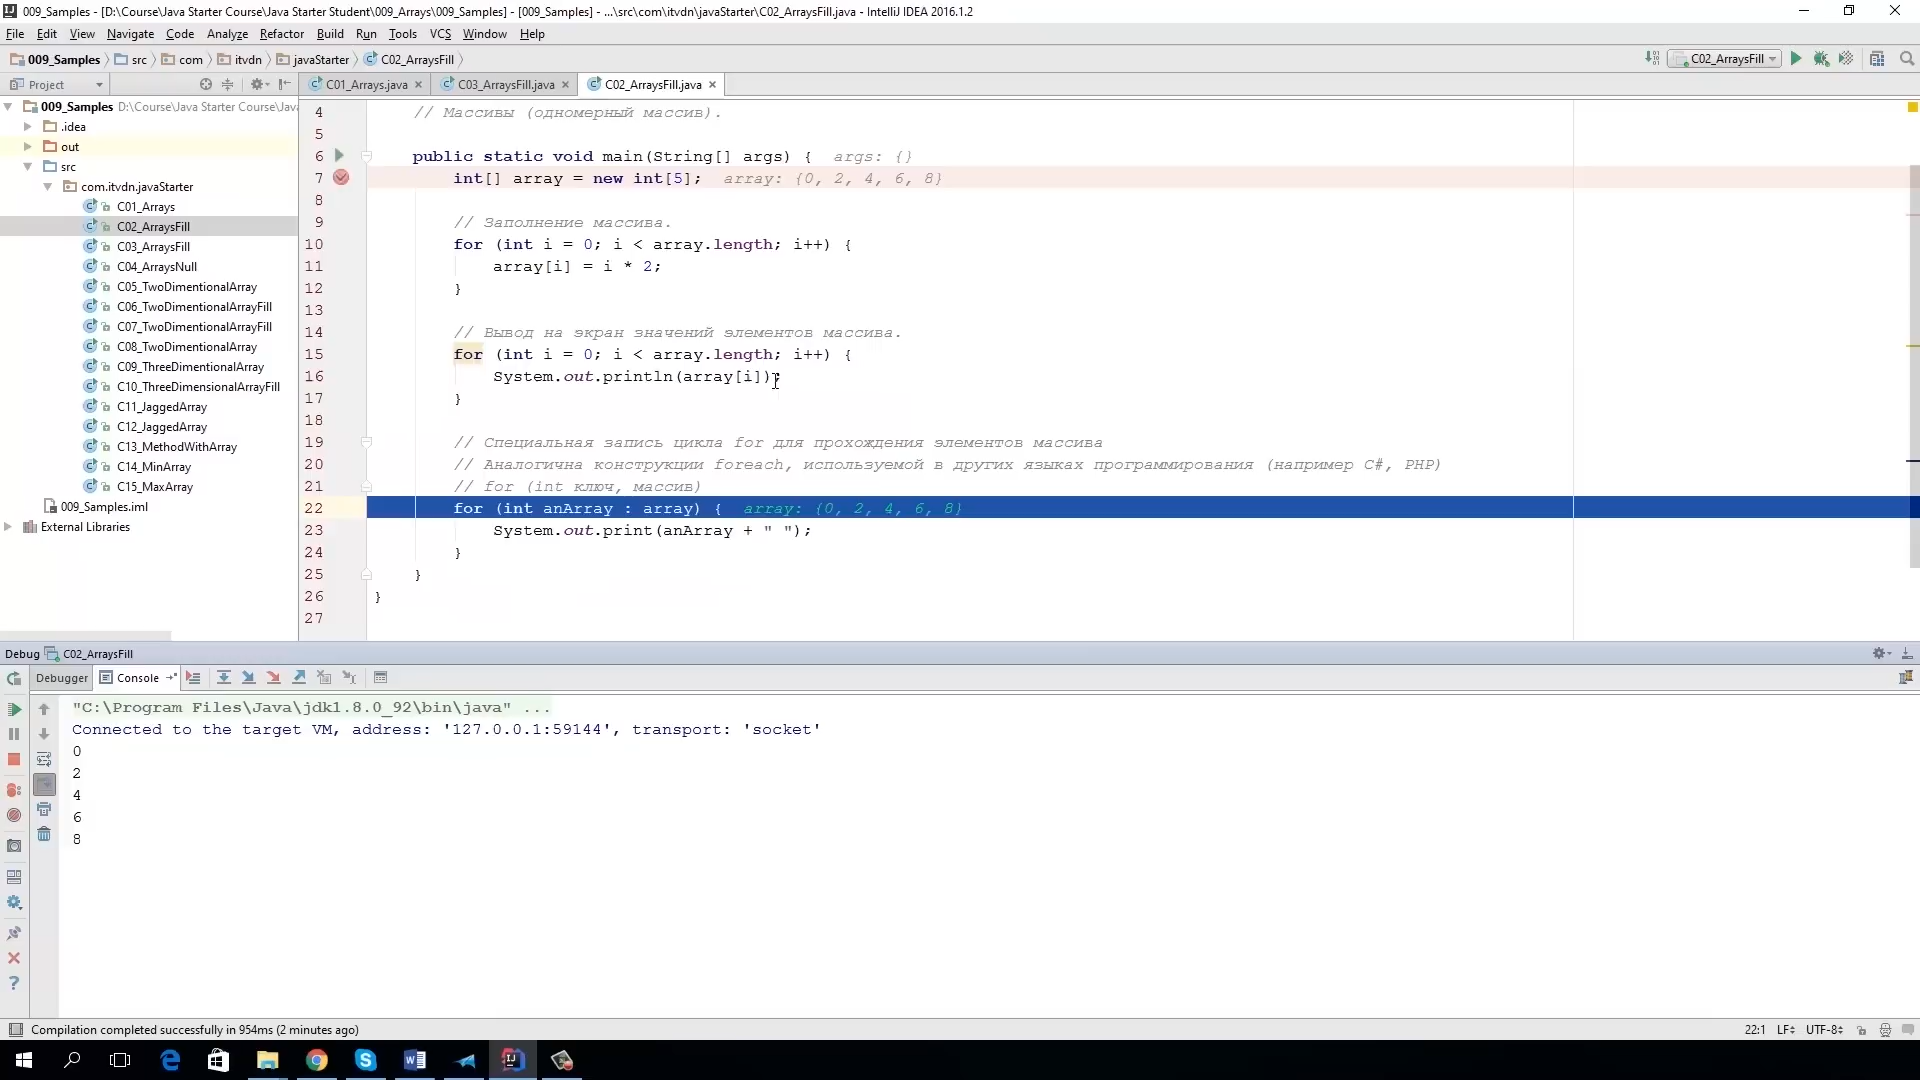 009_Samples - [D:\Course\Java Starter Course\Java Starter Student\009_Arrays\009_Samples] - [009_Samples] - ...\src\com\itvdn\javaStarter\C02_ArraysFill.java - IntelliJ IDEA 2016.1.2
File Edit View Navigate Code Analyze Refactor Build Run Tools VCS Window Help
009_Samples src com itvdn javaStarter C02_ArraysFill C02_ArraysFill
Project C01_Arrays.java C03_ArraysFill.java C02_ArraysFill.java
009_Samples D:\Course\Java Starter Course\Java
.idea
out
src
com.itvdn.javaStarter
C01_Arrays
C02_ArraysFill
C03_ArraysFill
C04_ArraysNull
C05_TwoDimentionalArray
C06_TwoDimentionalArrayFill
C07_TwoDimentionalArrayFill
C08_TwoDimentionalArray
C09_ThreeDimentionalArray
C10_ThreeDimensionalArrayFill
C11_JaggedArray
C12_JaggedArray
C13_MethodWithArray
C14_MinArray
C15_MaxArray
009_Samples.iml
External Libraries
4 // Массивы (одномерный массив).
5
6 public static void main(String[] args) { args: {}
7 int[] array = new int[5]; array: {0, 2, 4, 6, 8}
8
9 // Заполнение массива.
10 for (int i = 0; i < array.length; i++) {
11 array[i] = i * 2;
12 }
13
14 // Вывод на экран значений элементов массива.
15 for (int i = 0; i < array.length; i++) {
16 System.out.println(array[i]);
17 }
18
19 // Специальная запись цикла for для прохождения элементов массива
20 // Аналогична конструкции foreach, используемой в других языках программирования (например C#, PHP)
21 // for (int ключ, массив)
22 for (int anArray : array) { array: {0, 2, 4, 6, 8}
23 System.out.print(anArray + " ");
24 }
25 }
26 }
27
Debug C02_ArraysFill
Debugger Console
"C:\Program Files\Java\jdk1.8.0_92\bin\java" ...
Connected to the target VM, address: '127.0.0.1:59144', transport: 'socket'
0
2
4
6
8
Compilation completed successfully in 954ms (2 minutes ago) 22:1 LF UTF-8